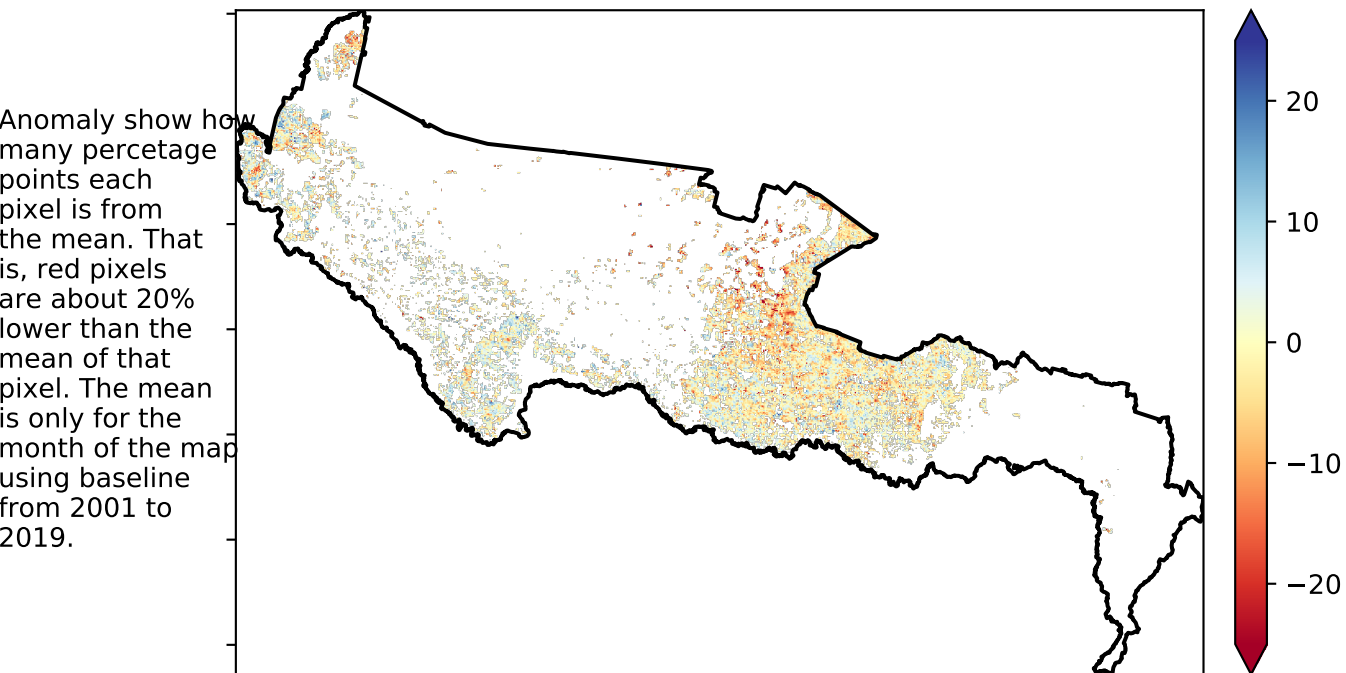 Anomaly show how
many percetage
points each
pixel is from
the mean. That
is, red pixels
are about 20%
lower than the
mean of that
pixel. The mean
is only for the
month of the map
using baseline
from 2001 to
2019.
20
10
0
−10
−20